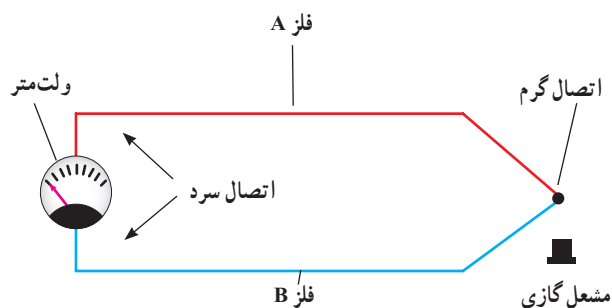 فلز A
ولت‌متر
اتصال گرم
اتصال سرد
مشعل گازی
فلز B